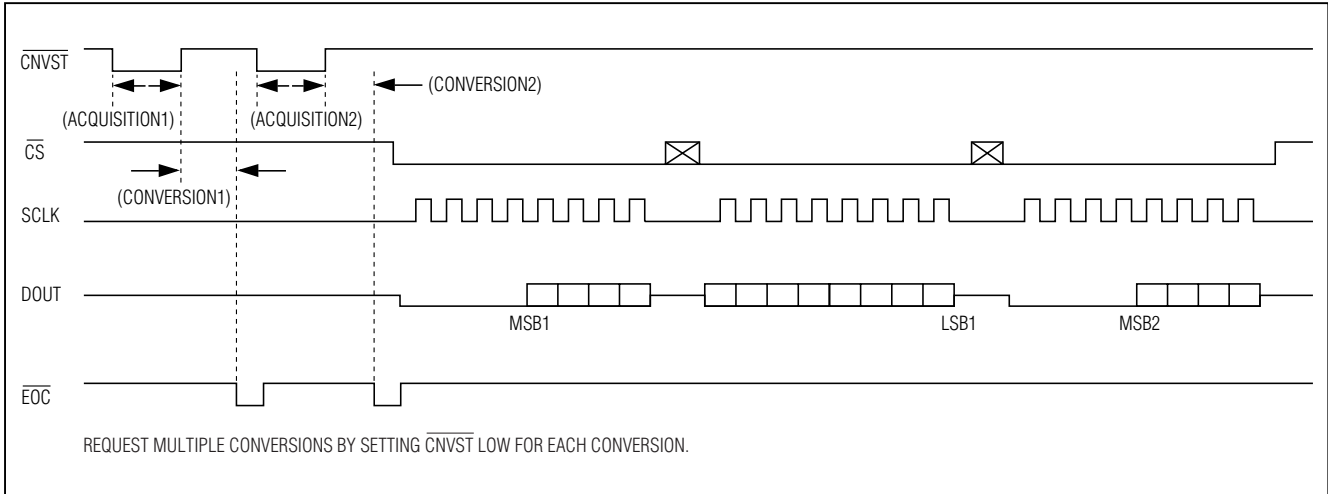 CNVST
(CONVERSION2)
(ACQUISITION1) (ACQUISITION2)
CS
(CONVERSION1)
SCLK
DOUT
MSB1 LSB1 MSB2
EOC
REQUEST MULTIPLE CONVERSIONS BY SETTING CNVST LOW FOR EACH CONVERSION.